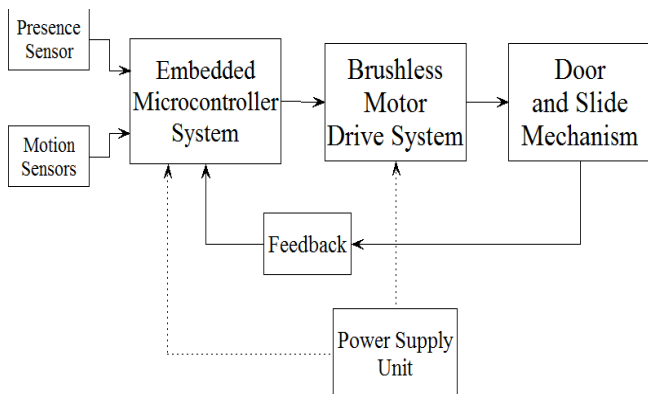 Presence
Sensor
Motion
Sensors
Embedded
Microcontroller
System
Brushless
Motor
Drive System
Door
and Slide
Mechanism
Feedback
Power Supply
Unit